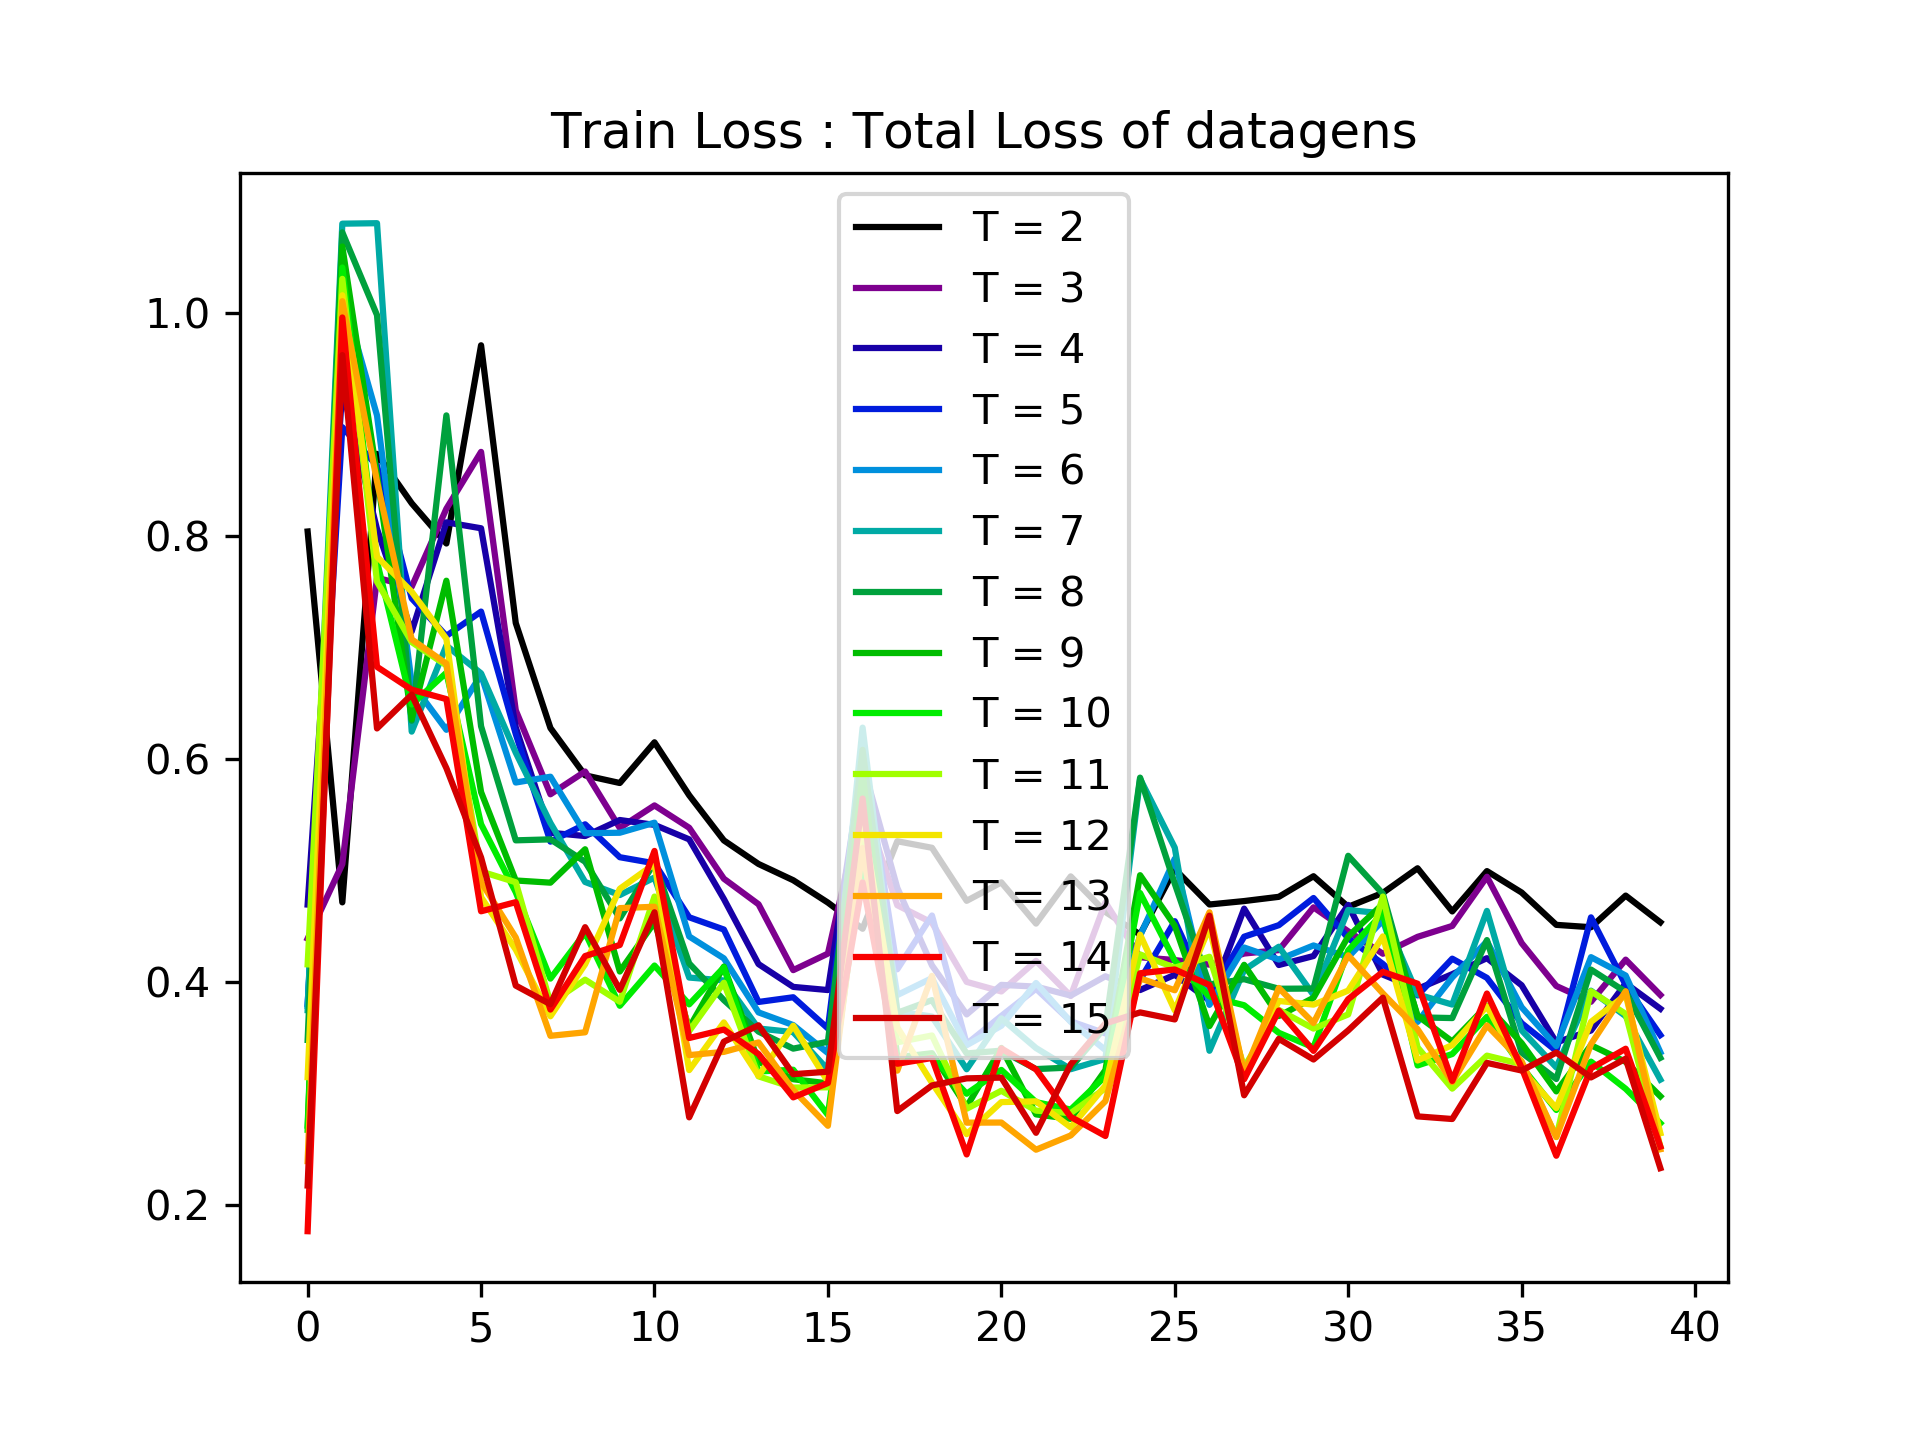 Train Loss : Total Loss of datagens
T = 2
T = 3
T = 4
T = 5
T = 6
T = 7
T = 8
T = 9
T = 10
T = 11
T = 12
T = 13
T = 14
T = 15
1.0
0.8
0.6
0.4
0.2
0 5 10 15 20 25 30 35 40